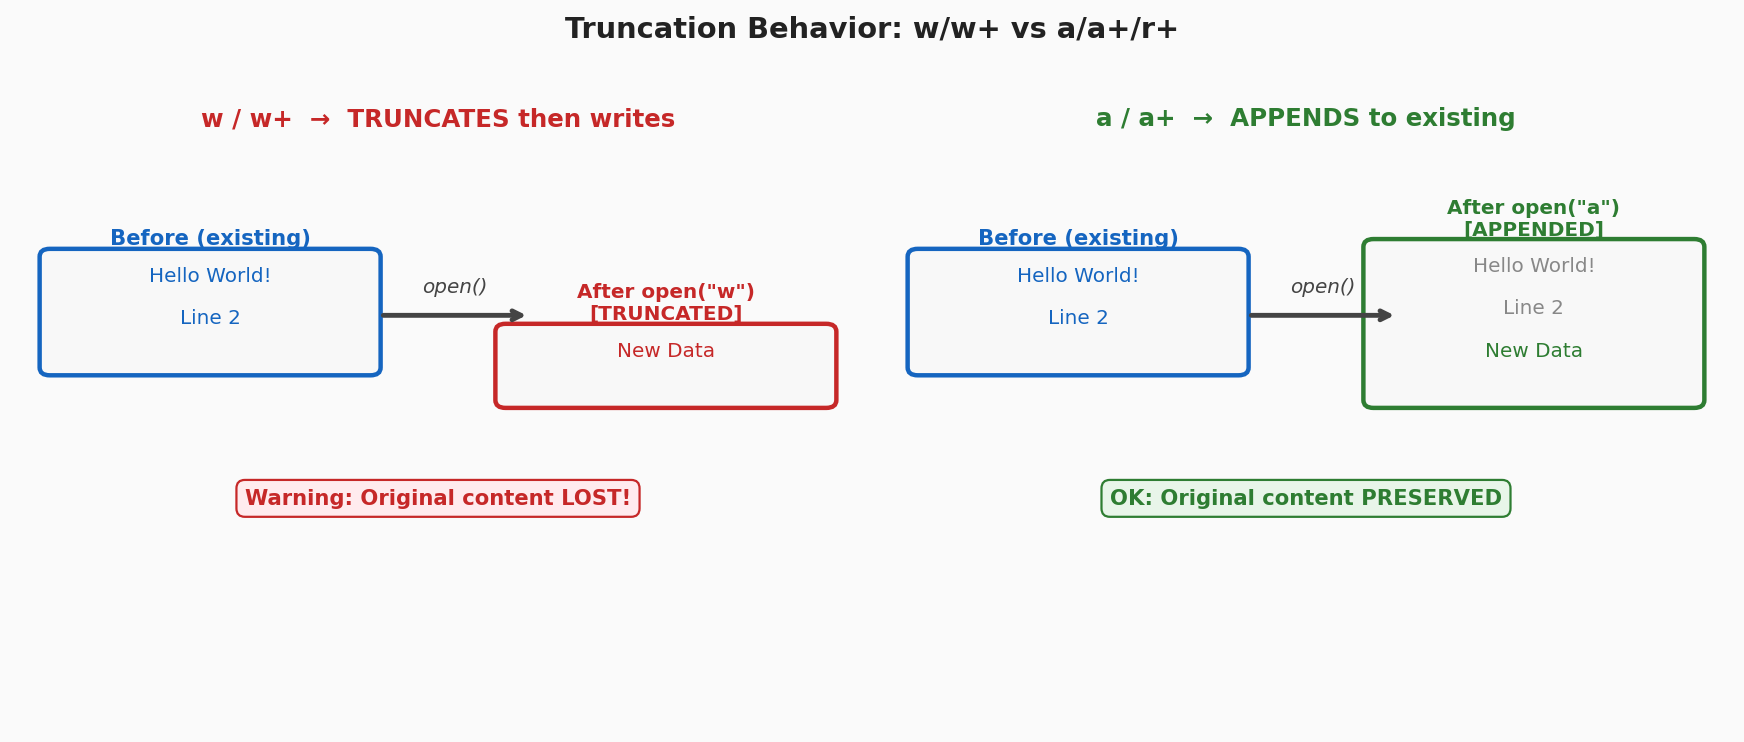 Truncation Behavior: w/w+ vs a/a+/r+
w / w+ → TRUNCATES then writes
Before (existing)
Hello World!
Line 2
open()
After open("w")
[TRUNCATED]
New Data
Warning: Original content LOST!
a / a+ → APPENDS to existing
Before (existing)
Hello World!
Line 2
open()
After open("a")
[APPENDED]
Hello World!
Line 2
New Data
OK: Original content PRESERVED